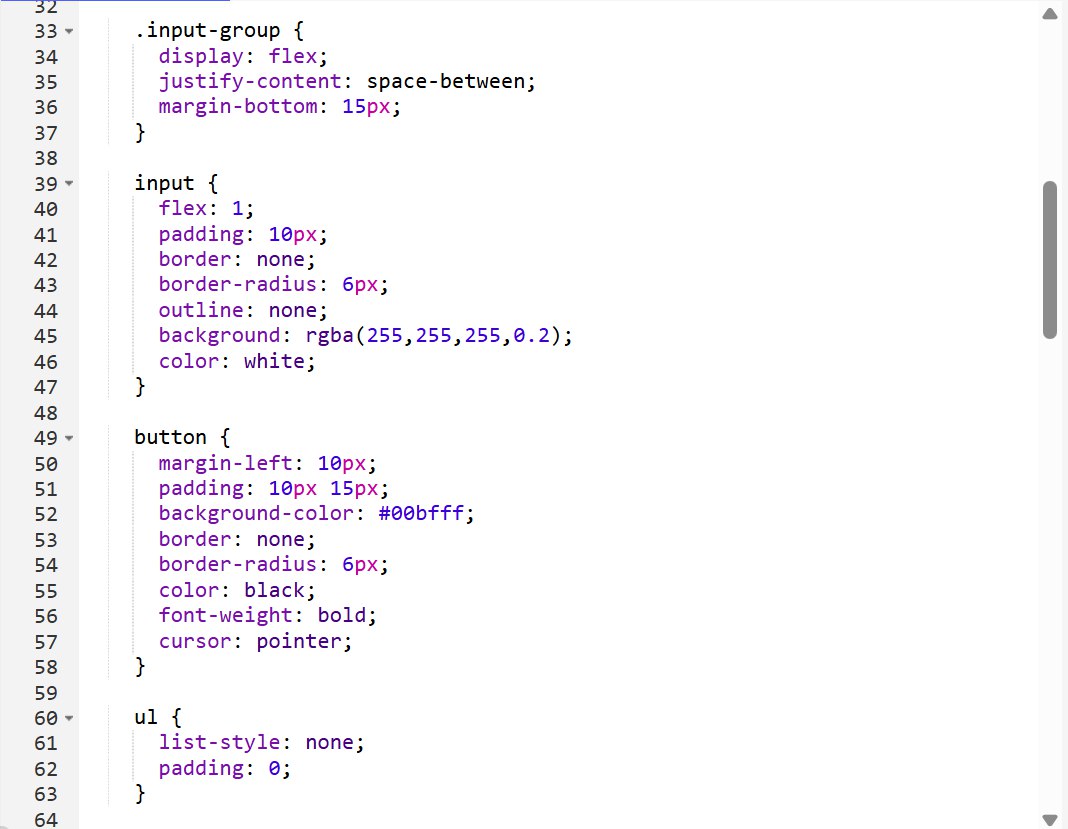 32
33 .input-group {
34 display: flex;
35 justify-content: space-between;
36 margin-bottom: 15px;
37 }
38
39 input {
40 flex: 1;
41 padding: 10px;
42 border: none;
43 border-radius: 6px;
44 outline: none;
45 background: rgba(255,255,255,0.2);
46 color: white;
47 }
48
49 button {
50 margin-left: 10px;
51 padding: 10px 15px;
52 background-color: #00bfff;
53 border: none;
54 border-radius: 6px;
55 color: black;
56 font-weight: bold;
57 cursor: pointer;
58 }
59
60 ul {
61 list-style: none;
62 padding: 0;
63 }
64